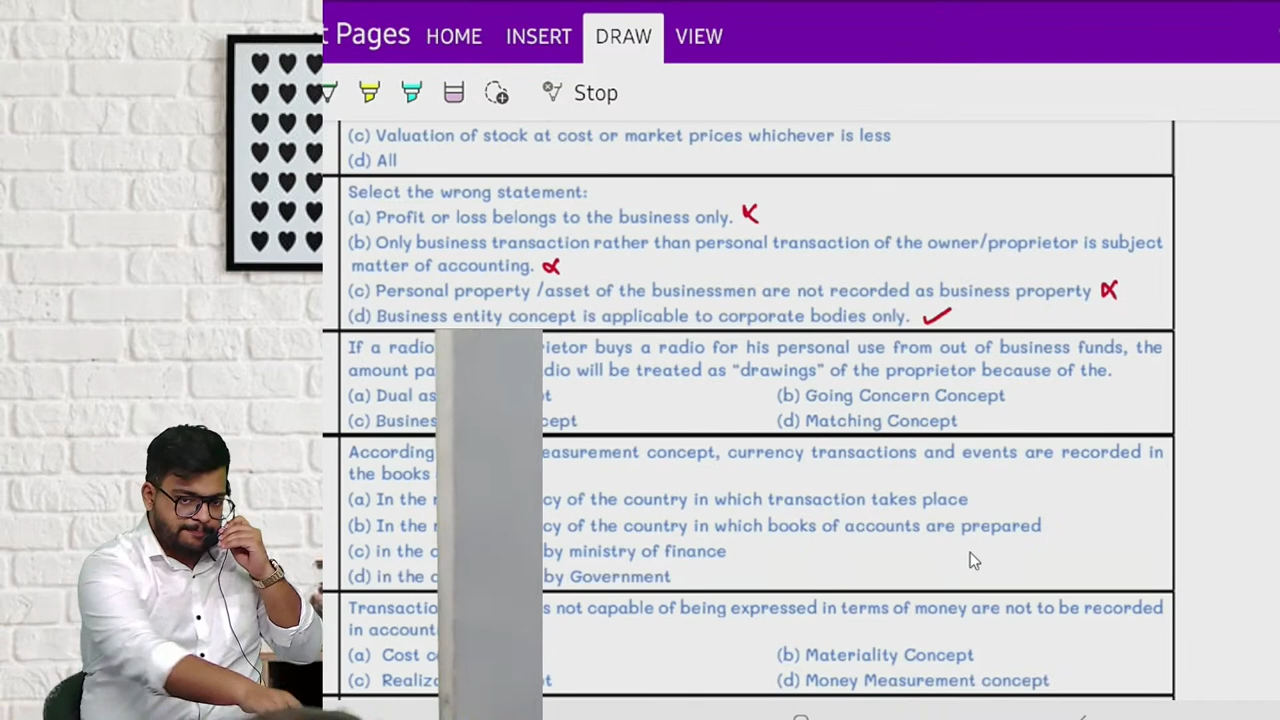 t Pages HOME INSERT DRAW VIEW
Stop
(c) Valuation of stock at cost or market prices whichever is less
(d) All
Select the wrong statement:
(a) Profit or loss belongs to the business only.
(b) Only business transaction rather than personal transaction of the owner/proprietor is subject
matter of accounting.
(c) Personal property /asset of the businessmen are not recorded as business property
(d) Business entity concept is applicable to corporate bodies only.
If a radio ietor buys a radio for his personal use from out of business funds, the
amount pa dio will be treated as “drawings” of the proprietor because of the.
(a) Dual as t (b) Going Concern Concept
(c) Busines cept (d) Matching Concept
According easurement concept, currency transactions and events are recorded in
the books
(a) In the cy of the country in which transaction takes place
(b) In the cy of the country in which books of accounts are prepared
(c) in the by ministry of finance
(d) in the by Government
Transactio s not capable of being expressed in terms of money are not to be recorded
in account
(a) Cost c (b) Materiality Concept
(c) Realiz t (d) Money Measurement concept